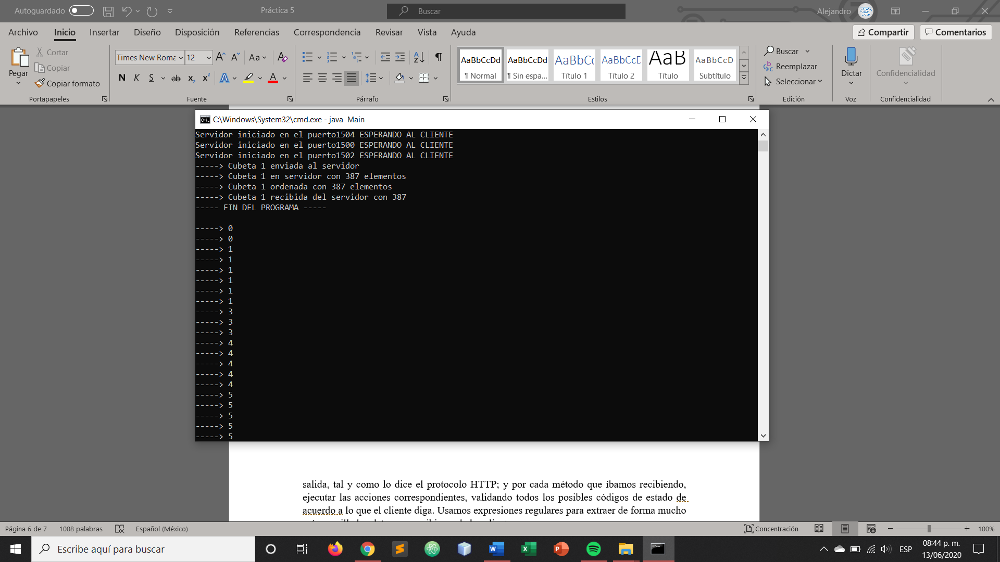 Autoguardado
Práctica 5
Buscar
Alejandro
Archivo Inicio Insertar Diseño Disposición Referencias Correspondencia Revisar Vista Ayuda
Compartir Comentarios
Pegar
Cortar
Copiar
Copiar formato
Portapapeles
Times New Roma 12
Aa
N K S ab x₂ x²
A A
Fuente
Párrafo
AaBbCcDd AaBbCcDd AaBbCc AaBbCcD AaB AaBbCcD
¶ Normal ¶ Sin espa... Título 1 Título 2 Título Subtítulo
Estilos
Buscar
Reemplazar
Seleccionar
Edición
Dictar
Voz
Confidencialidad
Confidencialidad
C:\Windows\System32\cmd.exe - java  Main
Servidor iniciado en el puerto1504 ESPERANDO AL CLIENTE
Servidor iniciado en el puerto1500 ESPERANDO AL CLIENTE
Servidor iniciado en el puerto1502 ESPERANDO AL CLIENTE
-----> Cubeta 1 enviada al servidor
-----> Cubeta 1 en servidor con 387 elementos
-----> Cubeta 1 ordenada con 387 elementos
-----> Cubeta 1 recibida del servidor con 387
----- FIN DEL PROGRAMA -----
-----> 0
-----> 0
-----> 1
-----> 1
-----> 1
-----> 1
-----> 1
-----> 1
-----> 3
-----> 3
-----> 3
-----> 4
-----> 4
-----> 4
-----> 4
-----> 4
-----> 5
-----> 5
-----> 5
-----> 5
-----> 5
salida, tal y como lo dice el protocolo HTTP; y por cada método que íbamos recibiendo,
ejecutar las acciones correspondientes, validando todos los posibles códigos de estado de
acuerdo a lo que el cliente diga. Usamos expresiones regulares para extraer de forma mucho
Página 6 de 7 1008 palabras Español (México)
Concentración 100%
Escribe aquí para buscar
ESP
08:44 p. m.
13/06/2020